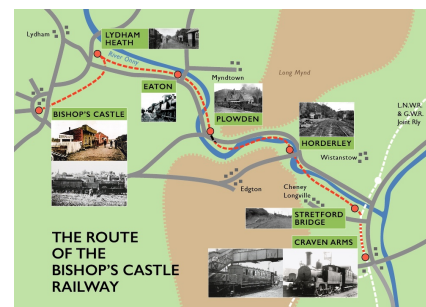 Lydham
LYDHAM
HEATH
River Onny
EATON
Myndtown
Long Mynd
BISHOP'S CASTLE
PLOWDEN
HORDERLEY
L.N.W.R.
& G.W.R.
Joint Rly
Wistanstow
Edgton
Cheney
Longville
STRETFORD
BRIDGE
CRAVEN ARMS
THE ROUTE
OF THE
BISHOP'S CASTLE
RAILWAY